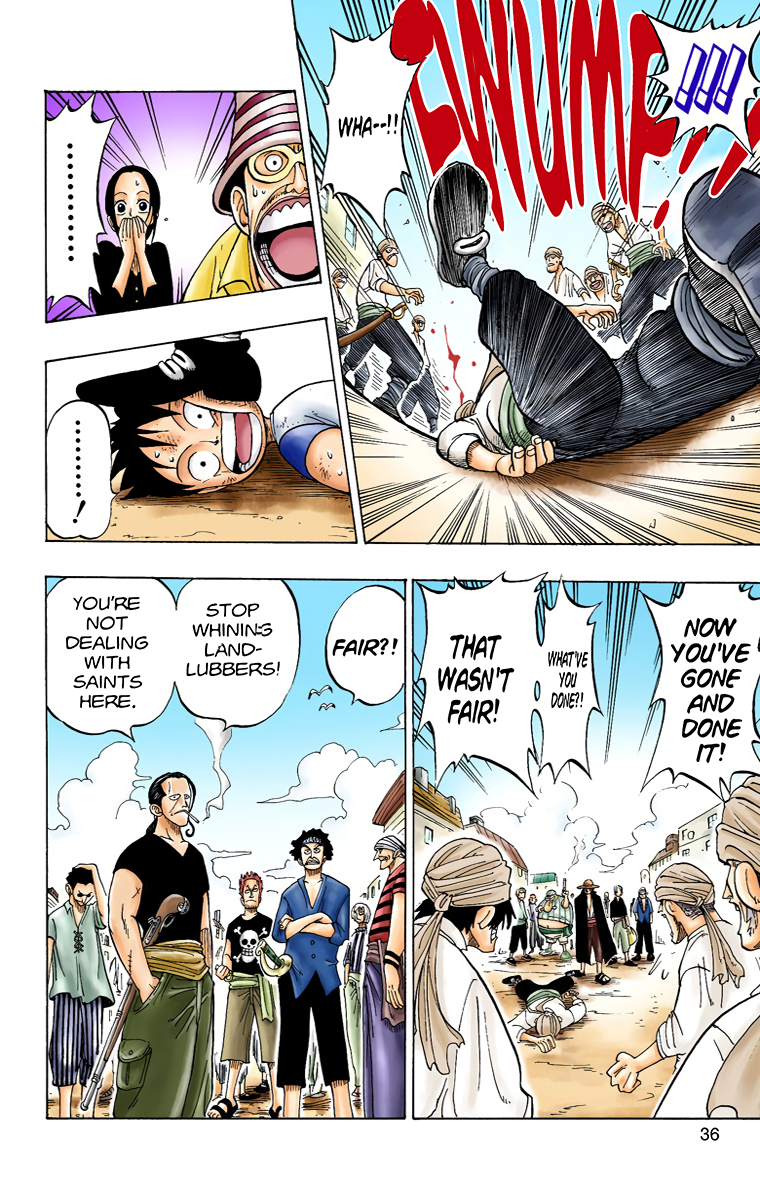 !!!
WUMP!!
WHA--!!
..........
........!
NOW
YOU'VE
GONE
AND
DONE
IT!
WHAT'VE
YOU
DONE?!
THAT
WASN'T
FAIR!
FAIR?!
STOP
WHINING
LAND-
LUBBERS!
YOU'RE
NOT
DEALING
WITH
SAINTS
HERE.
36